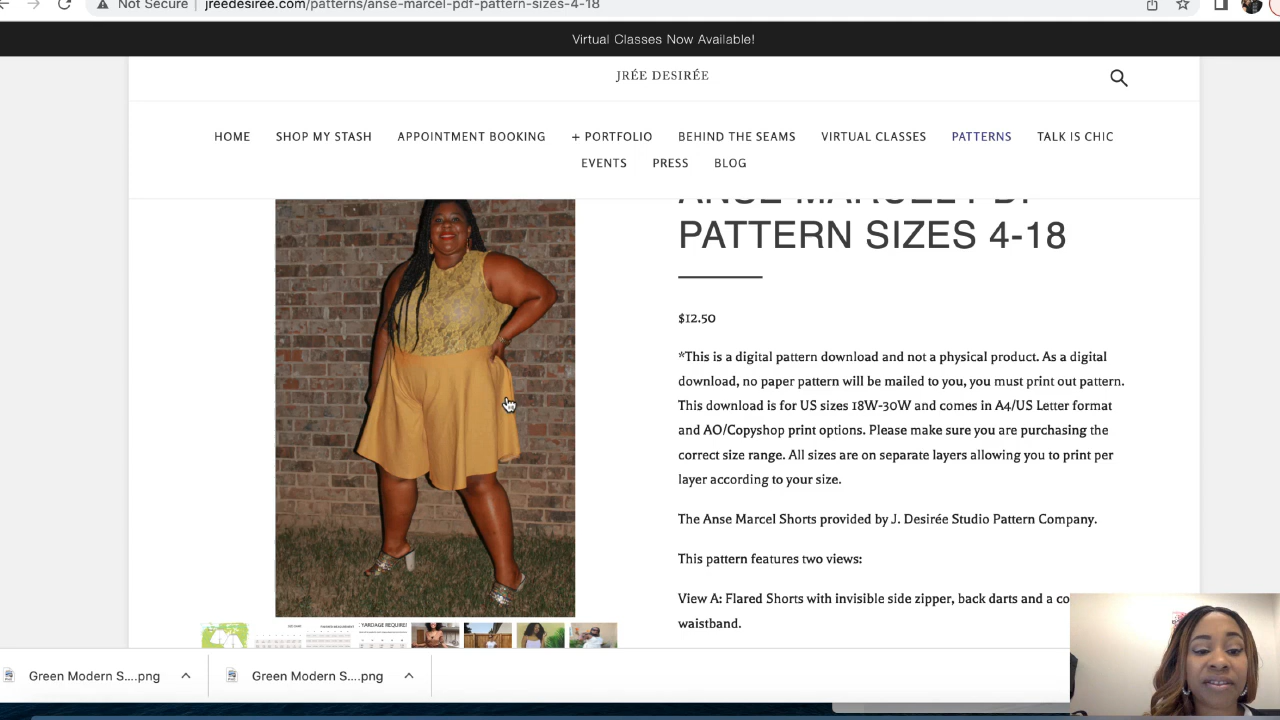 Not Secure | jreedesiree.com/patterns/anse-marcel-pdf-pattern-sizes-4-18
Virtual Classes Now Available!
JRÉE DESIRÉE
HOME SHOP MY STASH APPOINTMENT BOOKING + PORTFOLIO BEHIND THE SEAMS VIRTUAL CLASSES PATTERNS TALK IS CHIC
EVENTS PRESS BLOG
ANSE MARCEL PDF
PATTERN SIZES 4-18
$12.50
*This is a digital pattern download and not a physical product. As a digital
download, no paper pattern will be mailed to you, you must print out pattern.
This download is for US sizes 18W-30W and comes in A4/US Letter format
and AO/Copyshop print options. Please make sure you are purchasing the
correct size range. All sizes are on separate layers allowing you to print per
layer according to your size.
The Anse Marcel Shorts provided by J. Desirée Studio Pattern Company.
This pattern features two views:
View A: Flared Shorts with invisible side zipper, back darts and a co
waistband.
Green Modern S....png
Green Modern S....png